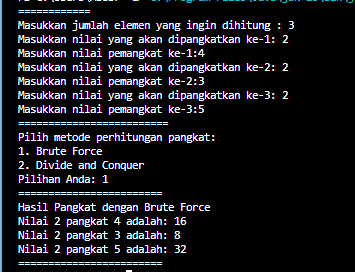 ============
Masukkan jumlah elemen yang ingin dihitung : 3
Masukkan nilai yang akan dipangkatkan ke-1: 2
Masukkan nilai pemangkat ke-1:4
Masukkan nilai yang akan dipangkatkan ke-2: 2
Masukkan nilai pemangkat ke-2:3
Masukkan nilai yang akan dipangkatkan ke-3: 2
Masukkan nilai pemangkat ke-3:5
=========================
Pilih metode perhitungan pangkat:
1. Brute Force
2. Divide and Conquer
Pilihan Anda: 1
========================
Hasil Pangkat dengan Brute Force
Nilai 2 pangkat 4 adalah: 16
Nilai 2 pangkat 3 adalah: 8
Nilai 2 pangkat 5 adalah: 32
========================